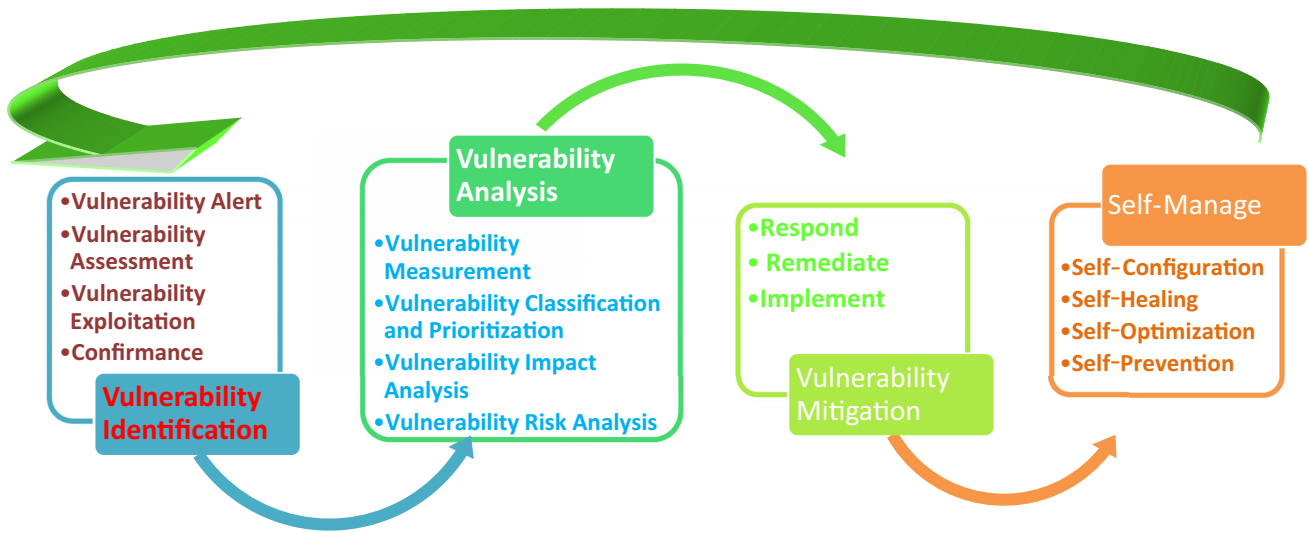 •Vulnerability Alert
•Vulnerability
Assessment
•Vulnerability
Exploitation
•Confirmance
Vulnerability
Identification
Vulnerability
Analysis
•Vulnerability
Measurement
•Vulnerability Classification
and Prioritization
•Vulnerability Impact
Analysis
•Vulnerability Risk Analysis
•Respond
• Remediate
•Implement
Vulnerability
Mitigation
Self-Manage
•Self-Configuration
•Self-Healing
•Self-Optimization
•Self-Prevention